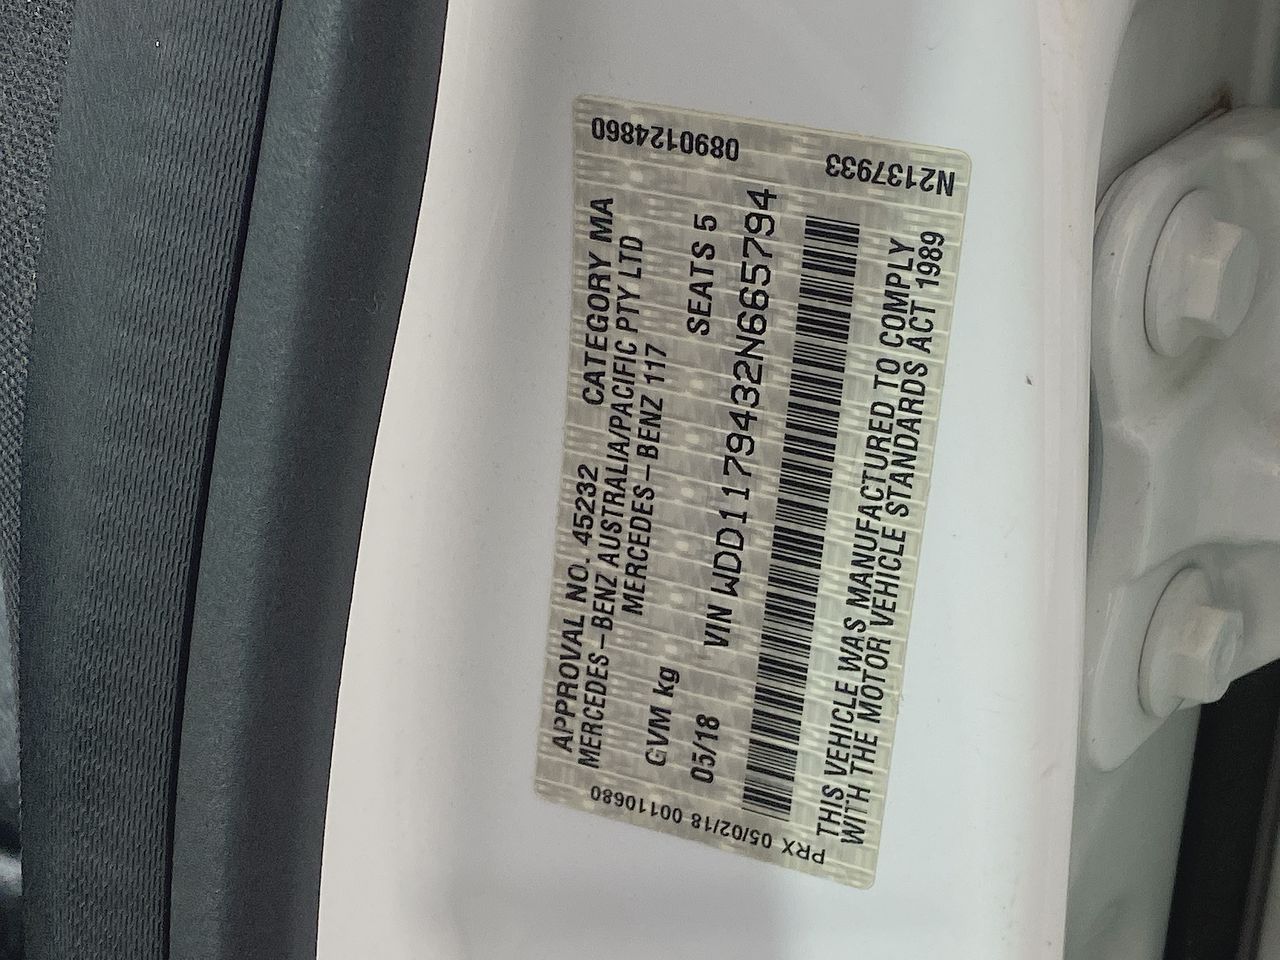 APPROVAL NO. 45232 CATEGORY MA
MERCEDES-BENZ AUSTRALIA/PACIFIC PTY LTD
MERCEDES-BENZ 117
GVM kg
05/18 SEATS 5
VIN WDD1179432N665794
THIS VEHICLE WAS MANUFACTURED TO COMPLY
WITH THE MOTOR VEHICLE STANDARDS ACT 1989
0890124860
N2137933
PRX 05/02/18 00110680